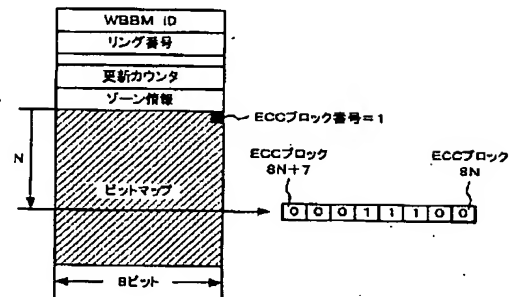 WBBM ID
リング番号
更新カウンタ
ゾーン情報
ECCブロック番号=1
N
ECCブロック
8N+7
ECCブロック
8N
ビットマップ
0 0 0 1 1 1 0 0
8ビット